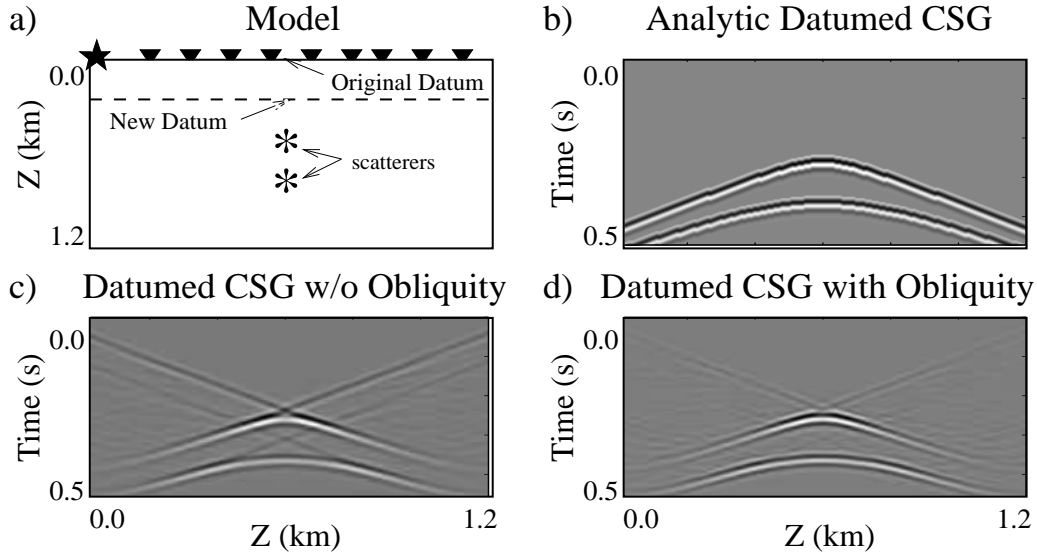 a) Model
b) Analytic Datumed CSG
0.0
Z (km)
1.2
Original Datum
New Datum
scatterers
0.0
Time (s)
0.5
c) Datumed CSG w/o Obliquity
d) Datumed CSG with Obliquity
0.0
Time (s)
0.5
0.0
Z (km)
1.2
0.0
Time (s)
0.5
0.0
Z (km)
1.2